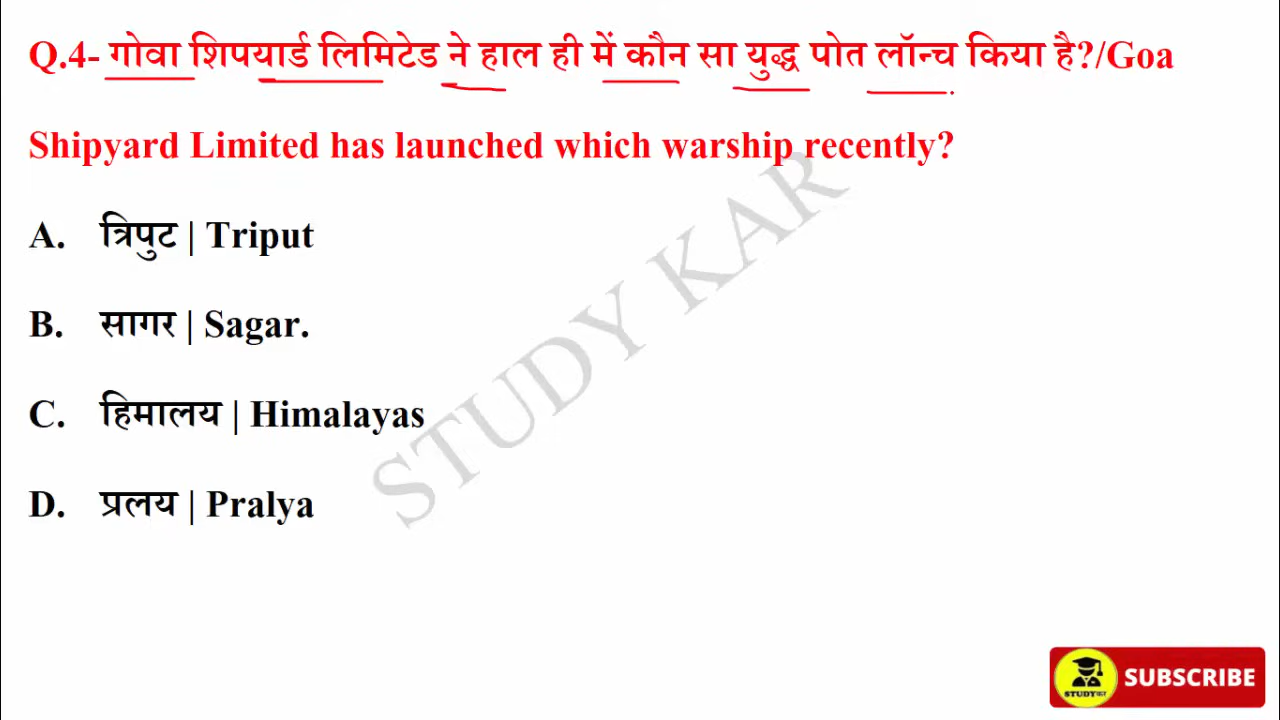 Q.4- गोवा शिपयार्ड लिमिटेड ने हाल ही में कौन सा युद्ध पोत लॉन्च किया है?/Goa
Shipyard Limited has launched which warship recently?
A. त्रिपुट | Triput
B. सागर | Sagar.
C. हिमालय | Himalayas
D. प्रलय | Pralya
STUDY KAR
SUBSCRIBE
STUDYकर